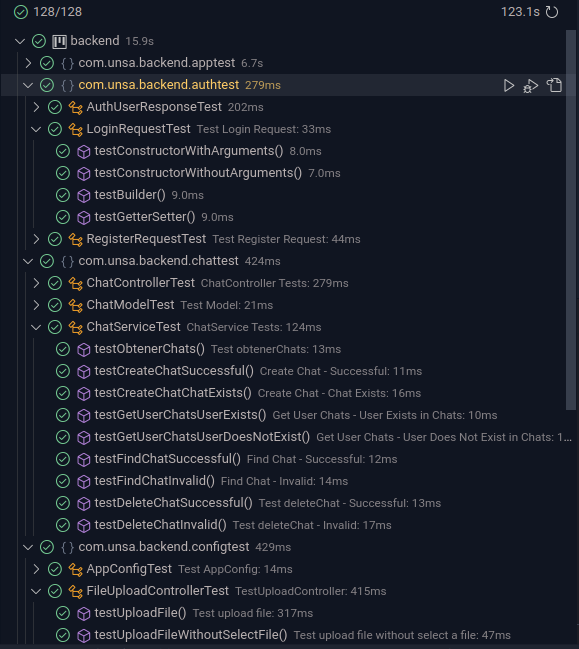 128/128 123.1s
backend 15.9s
{} com.unsa.backend.apptest 6.7s
{} com.unsa.backend.authtest 279ms
AuthUserResponseTest 202ms
LoginRequestTest Test Login Request: 33ms
testConstructorWithArguments() 8.0ms
testConstructorWithoutArguments() 7.0ms
testBuilder() 9.0ms
testGetterSetter() 9.0ms
RegisterRequestTest Test Register Request: 44ms
{} com.unsa.backend.chattest 424ms
ChatControllerTest ChatController Tests: 279ms
ChatModelTest Test Model: 21ms
ChatServiceTest ChatService Tests: 124ms
testObtenerChats() Test obtenerChats: 13ms
testCreateChatSuccessful() Create Chat - Successful: 11ms
testCreateChatChatExists() Create Chat - Chat Exists: 16ms
testGetUserChatsUserExists() Get User Chats - User Exists in Chats: 10ms
testGetUserChatsUserDoesNotExist() Get User Chats - User Does Not Exist in Chats: 1...
testFindChatSuccessful() Find Chat - Successful: 12ms
testFindChatInvalid() Find Chat - Invalid: 14ms
testDeleteChatSuccessful() Test deleteChat - Successful: 13ms
testDeleteChatInvalid() Test deleteChat - Invalid: 17ms
{} com.unsa.backend.configtest 429ms
AppConfigTest Test AppConfig: 14ms
FileUploadControllerTest TestUploadController: 415ms
testUploadFile() Test upload file: 317ms
testUploadFileWithoutSelectFile() Test upload file without select a file: 47ms